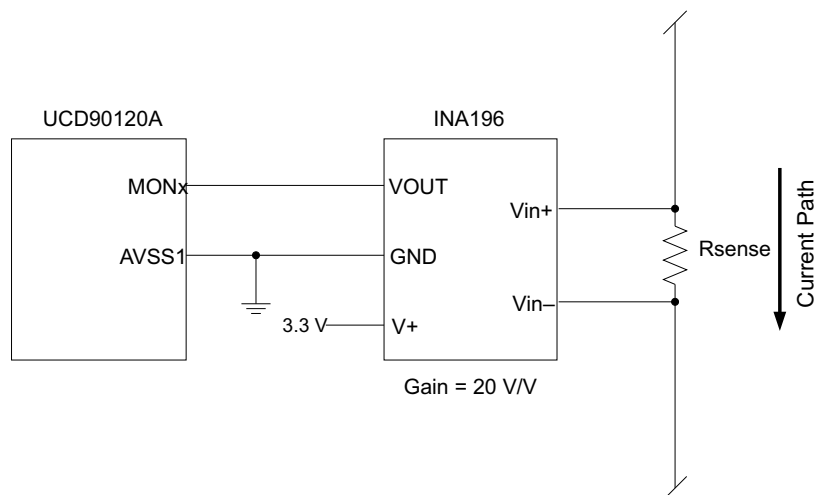 UCD90120A
INA196
MONx
VOUT
Vin+
AVSS1
GND
Rsense
Current Path
Vin–
3.3 V
V+
Gain = 20 V/V